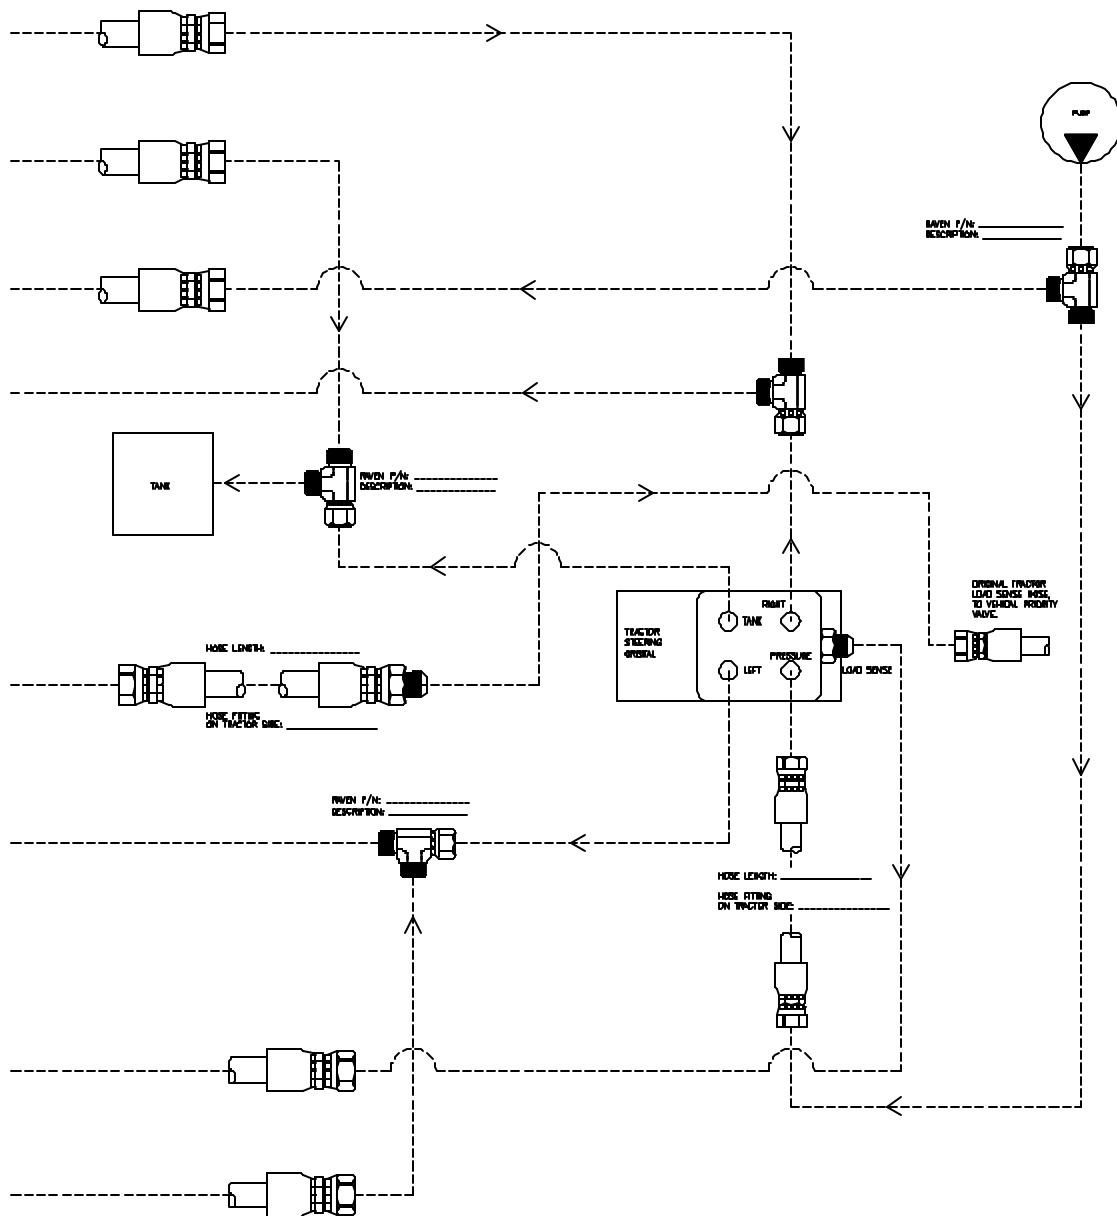 PUMP
RAVEN P/N:
DESCRIPTION:
TANK
RAVEN P/N:
DESCRIPTION:
ORIGINAL TRACTOR
LOAD SENSE HOSE,
TO VEHICAL PRIORITY
VALVE.
RIGHT
TANK
TRACTOR
STEERING
ORBITAL
PRESSURE
LEFT
LOAD SENSE
HOSE LENGTH:
HOSE FITTING
ON TRACTOR SIDE:
RAVEN P/N:
DESCRIPTION:
HOSE LENGTH:
HOSE FITTING
ON TRACTOR SIDE: